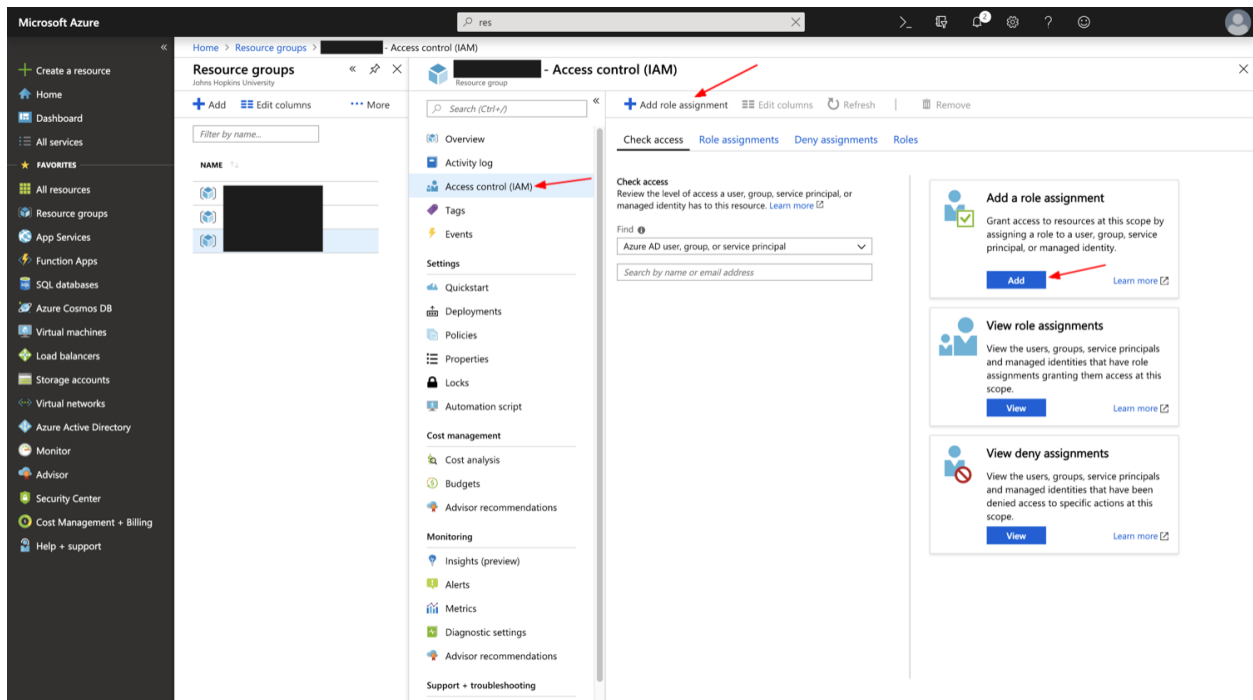 Microsoft Azure
res
2
Home > Resource groups > - Access control (IAM)
Create a resource
Home
Dashboard
All services
FAVORITES
All resources
Resource groups
App Services
Function Apps
SQL databases
Azure Cosmos DB
Virtual machines
Load balancers
Storage accounts
Virtual networks
Azure Active Directory
Monitor
Advisor
Security Center
Cost Management + Billing
Help + support
Resource groups
Johns Hopkins University
Add Edit columns ··· More
Filter by name...
NAME
- Access control (IAM)
Resource group
Search (Ctrl+/)
Overview
Activity log
Access control (IAM)
Tags
Events
Settings
Quickstart
Deployments
Policies
Properties
Locks
Automation script
Cost management
Cost analysis
Budgets
Advisor recommendations
Monitoring
Insights (preview)
Alerts
Metrics
Diagnostic settings
Advisor recommendations
Support + troubleshooting
Add role assignment Edit columns Refresh Remove
Check access Role assignments Deny assignments Roles
Check access
Review the level of access a user, group, service principal, or
managed identity has to this resource. Learn more
Find
Azure AD user, group, or service principal
Search by name or email address
Add a role assignment
Grant access to resources at this scope by
assigning a role to a user, group, service
principal, or managed identity.
Add Learn more
View role assignments
View the users, groups, service principals
and managed identities that have role
assignments granting them access at this
scope.
View Learn more
View deny assignments
View the users, groups, service principals
and managed identities that have been
denied access to specific actions at this
scope.
View Learn more